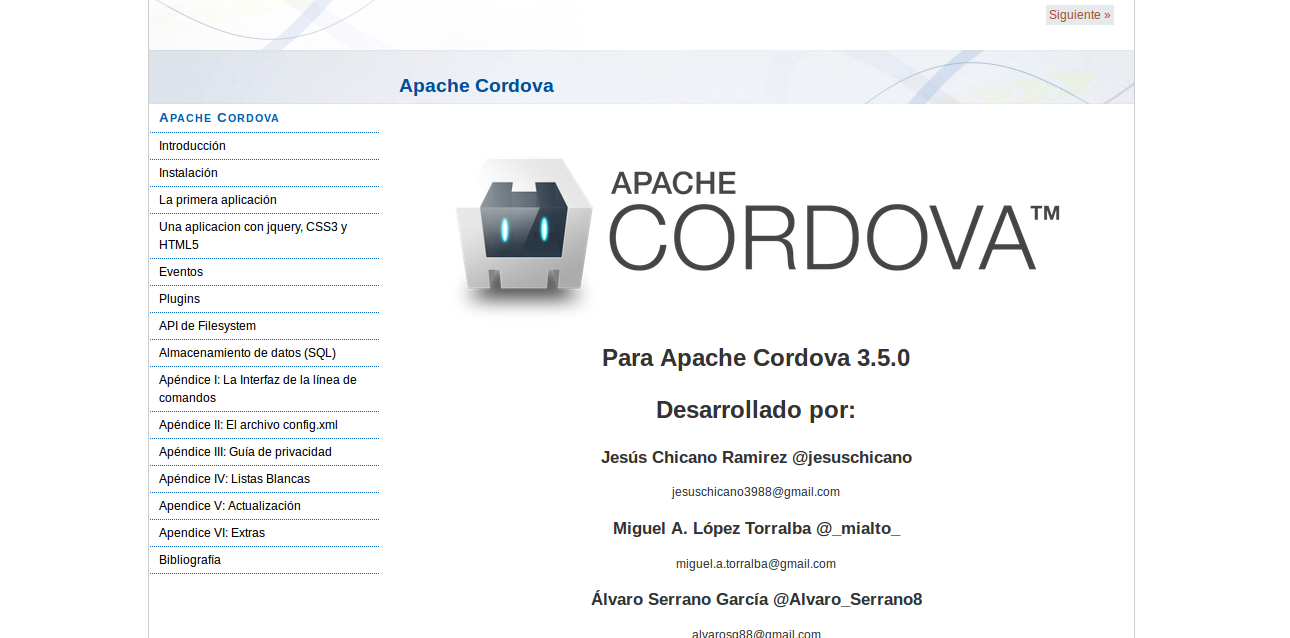 Siguiente »
Apache Cordova
APACHE CORDOVA
Introducción
Instalación
La primera aplicación
Una aplicacion con jquery, CSS3 y
HTML5
Eventos
Plugins
API de Filesystem
Almacenamiento de datos (SQL)
Apéndice I: La Interfaz de la línea de
comandos
Apéndice II: El archivo config.xml
Apéndice III: Guía de privacidad
Apéndice IV: Listas Blancas
Apendice V: Actualización
Apendice VI: Extras
Bibliografía
APACHE
CORDOVA™
Para Apache Cordova 3.5.0
Desarrollado por:
Jesús Chicano Ramirez @jesuschicano
jesuschicano3988@gmail.com
Miguel A. López Torralba @_mialto_
miguel.a.torralba@gmail.com
Álvaro Serrano García @Alvaro_Serrano8
alvarosg88@gmail.com